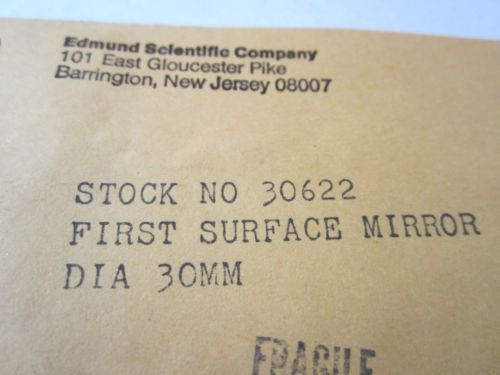 Edmund Scientific Company
101 East Gloucester Pike
Barrington, New Jersey 08007
STOCK NO 30622
FIRST SURFACE MIRROR
DIA 30MM
FRAGILE